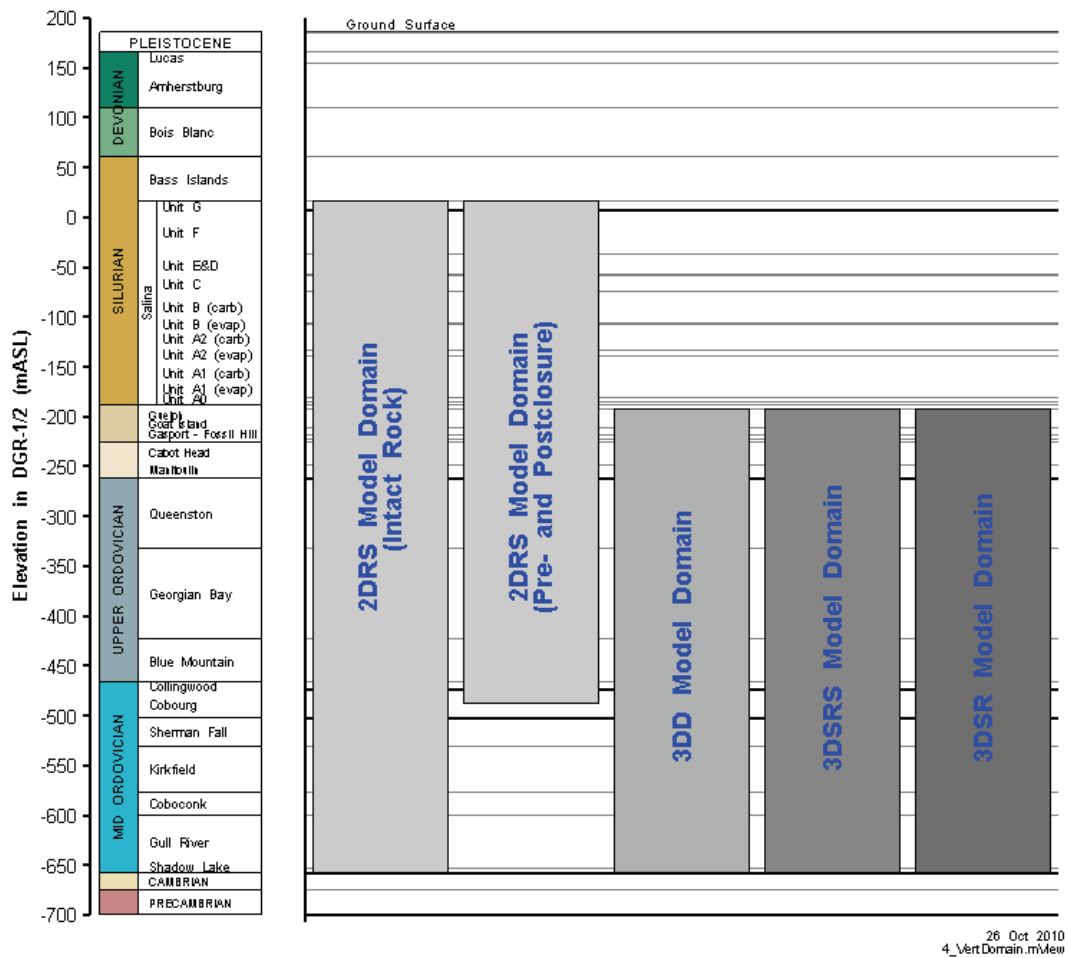 Elevation in DGR-1/2 (mASL)
200
150
100
50
0
-50
-100
-150
-200
-250
-300
-350
-400
-450
-500
-550
-600
-650
-700
PLEISTOCENE
DEVONIAN
Lucas
Amherstburg
Bois Blanc
SILURIAN
Bass Islands
Salina
Unit G
Unit F
Unit E&D
Unit C
Unit B (carb)
Unit B (evap)
Unit A2 (carb)
Unit A2 (evap)
Unit A1 (carb)
Unit A1 (evap)
Unit A0
Guelph
Goat Island
Gasport - Fossil Hill
Cabot Head
Manitoulin
UPPER ORDOVICIAN
Queenston
Georgian Bay
Blue Mountain
MID ORDOVICIAN
Collingwood
Cobourg
Sherman Fall
Kirkfield
Coboconk
Gull River
Shadow Lake
CAMBRIAN
PRECAMBRIAN
Ground Surface
2DRS Model Domain
(Intact Rock)
2DRS Model Domain
(Pre- and Postclosure)
3DD Model Domain
3DSRS Model Domain
3DSR Model Domain
26 Oct 2010
4_VertDomain.mView